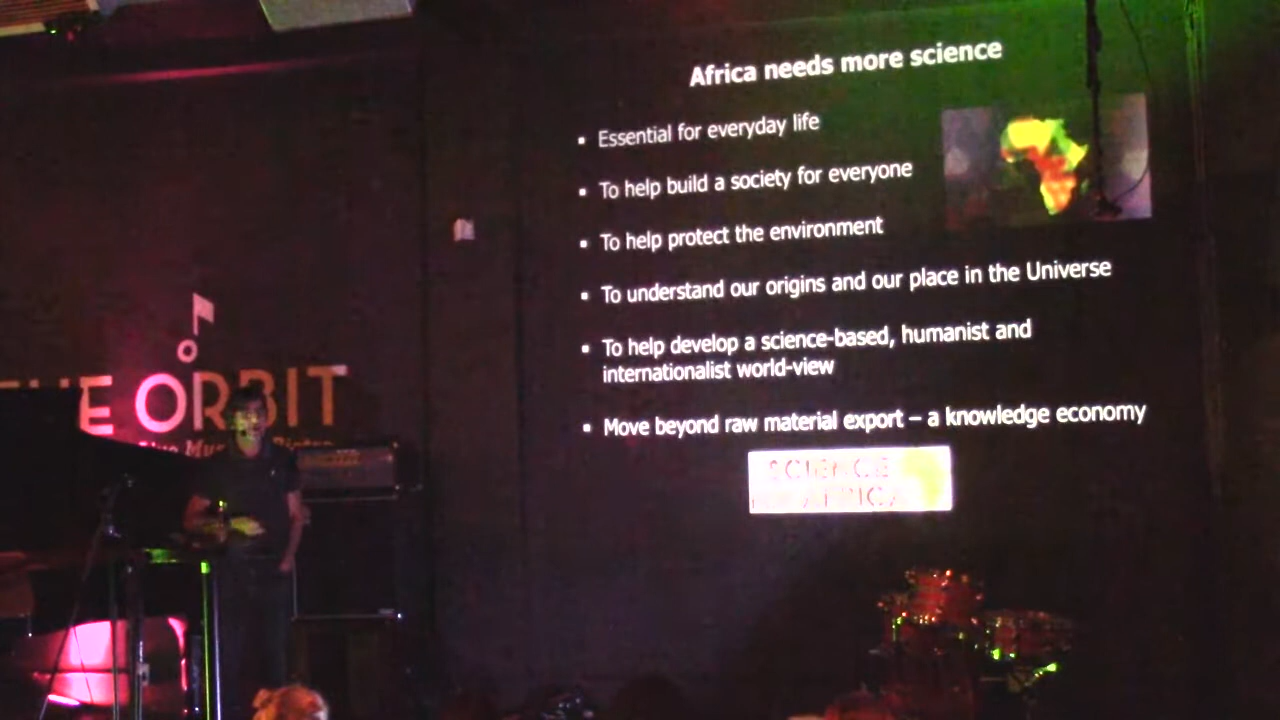 Africa needs more science
▪ Essential for everyday life
▪ To help build a society for everyone
▪ To help protect the environment
▪ To understand our origins and our place in the Universe
▪ To help develop a science-based, humanist and
internationalist world-view
▪ Move beyond raw material export – a knowledge economy
SCIENCE
AFRICA
THE ORBIT
Live